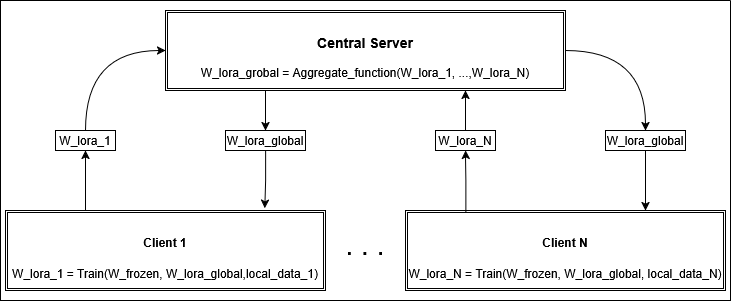 Central Server
W_lora_grobal = Aggregate_function(W_lora_1, ...,W_lora_N)
W_lora_1
W_lora_global
W_lora_N
W_lora_global
Client 1
W_lora_1 = Train(W_frozen, W_lora_global,local_data_1)
. . .
Client N
W_lora_N = Train(W_frozen, W_lora_global, local_data_N)